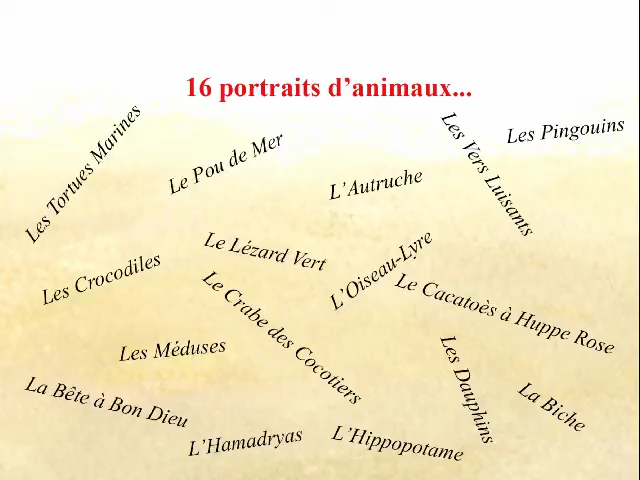 16 portraits d’animaux...
Les Tortues Marines
Le Pou de Mer
L’Autruche
Les Vers Luisants
Les Pingouins
Les Crocodiles
Le Lézard Vert
L’Oiseau-Lyre
Le Cacatoès à Huppe Rose
Le Crabe des Cocotiers
Les Méduses
Les Dauphins
La Biche
La Bête à Bon Dieu
L’Hamadryas
L’Hippopotame